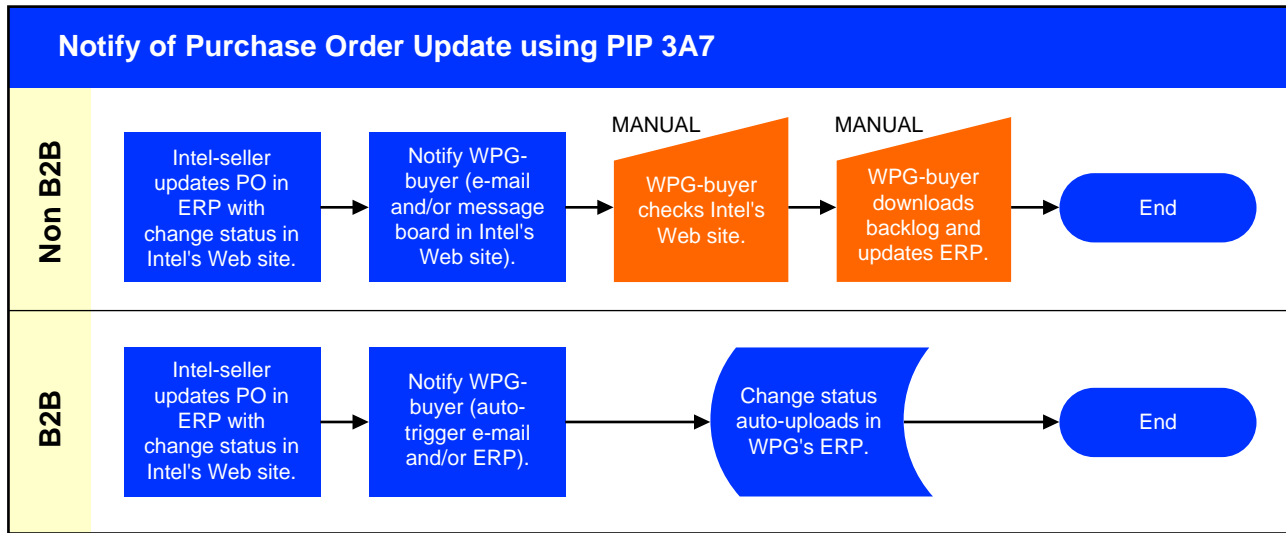 Notify of Purchase Order Update using PIP 3A7
Non B2B
Intel-seller
updates PO in
ERP with
change status in
Intel's Web site.
Notify WPG-
buyer (e-mail
and/or message
board in Intel's
Web site).
MANUAL
WPG-buyer
checks Intel's
Web site.
MANUAL
WPG-buyer
downloads
backlog and
updates ERP.
End
B2B
Intel-seller
updates PO in
ERP with
change status in
Intel's Web site.
Notify WPG-
buyer (auto-
trigger e-mail
and/or ERP).
Change status
auto-uploads in
WPG's ERP.
End